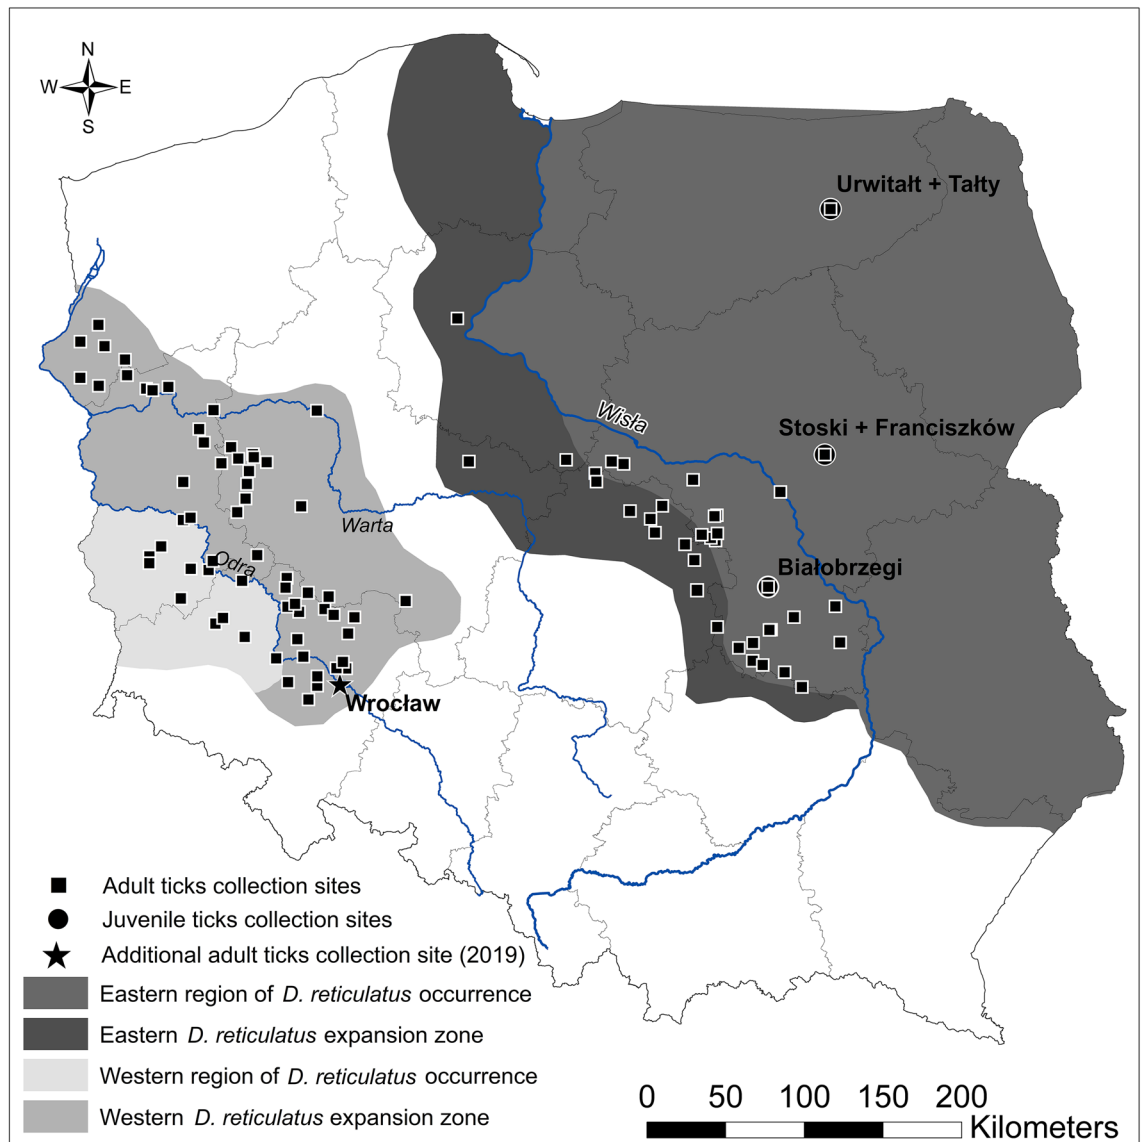 N
W E
S
Urwitałt + Tałty
Wisła
Stoski + Franciszków
Warta
Odra
Białobrzegi
Wrocław
Adult ticks collection sites
Juvenile ticks collection sites
Additional adult ticks collection site (2019)
Eastern region of D. reticulatus occurrence
Eastern D. reticulatus expansion zone
Western region of D. reticulatus occurrence
Western D. reticulatus expansion zone
0 50 100 150 200
Kilometers